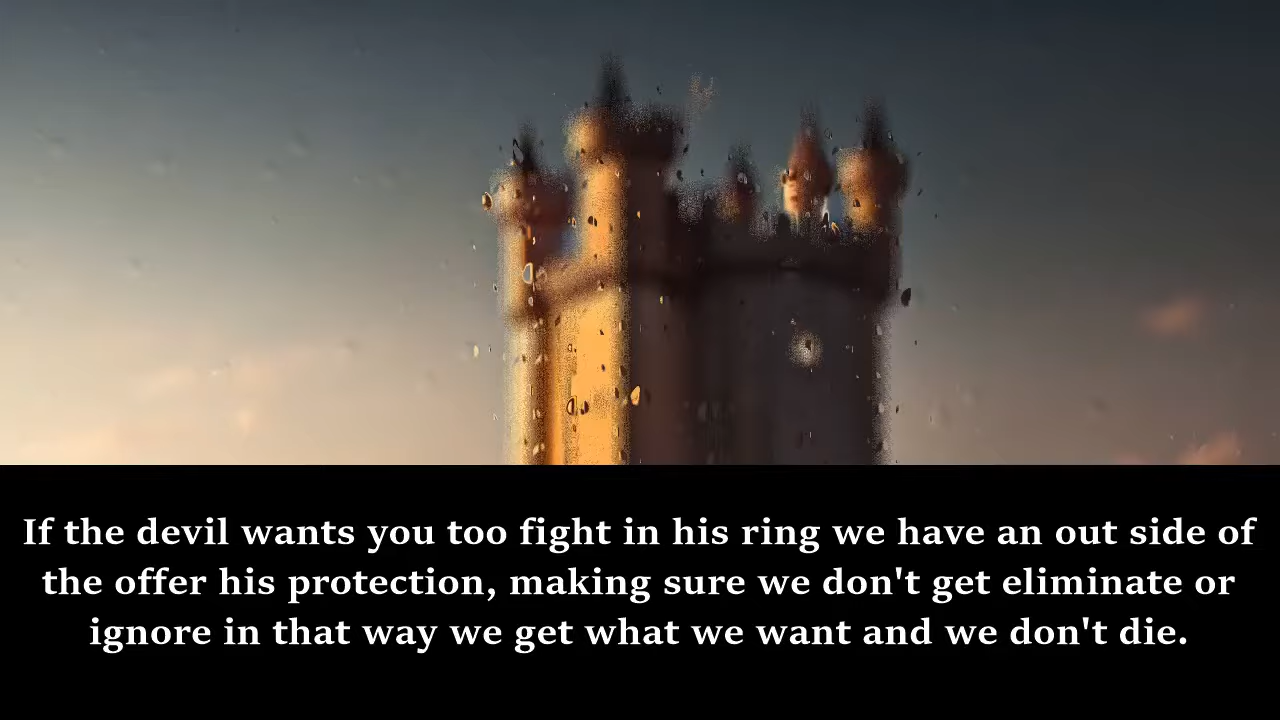 If the devil wants you too fight in his ring we have an out side of
the offer his protection, making sure we don't get eliminate or
ignore in that way we get what we want and we don't die.